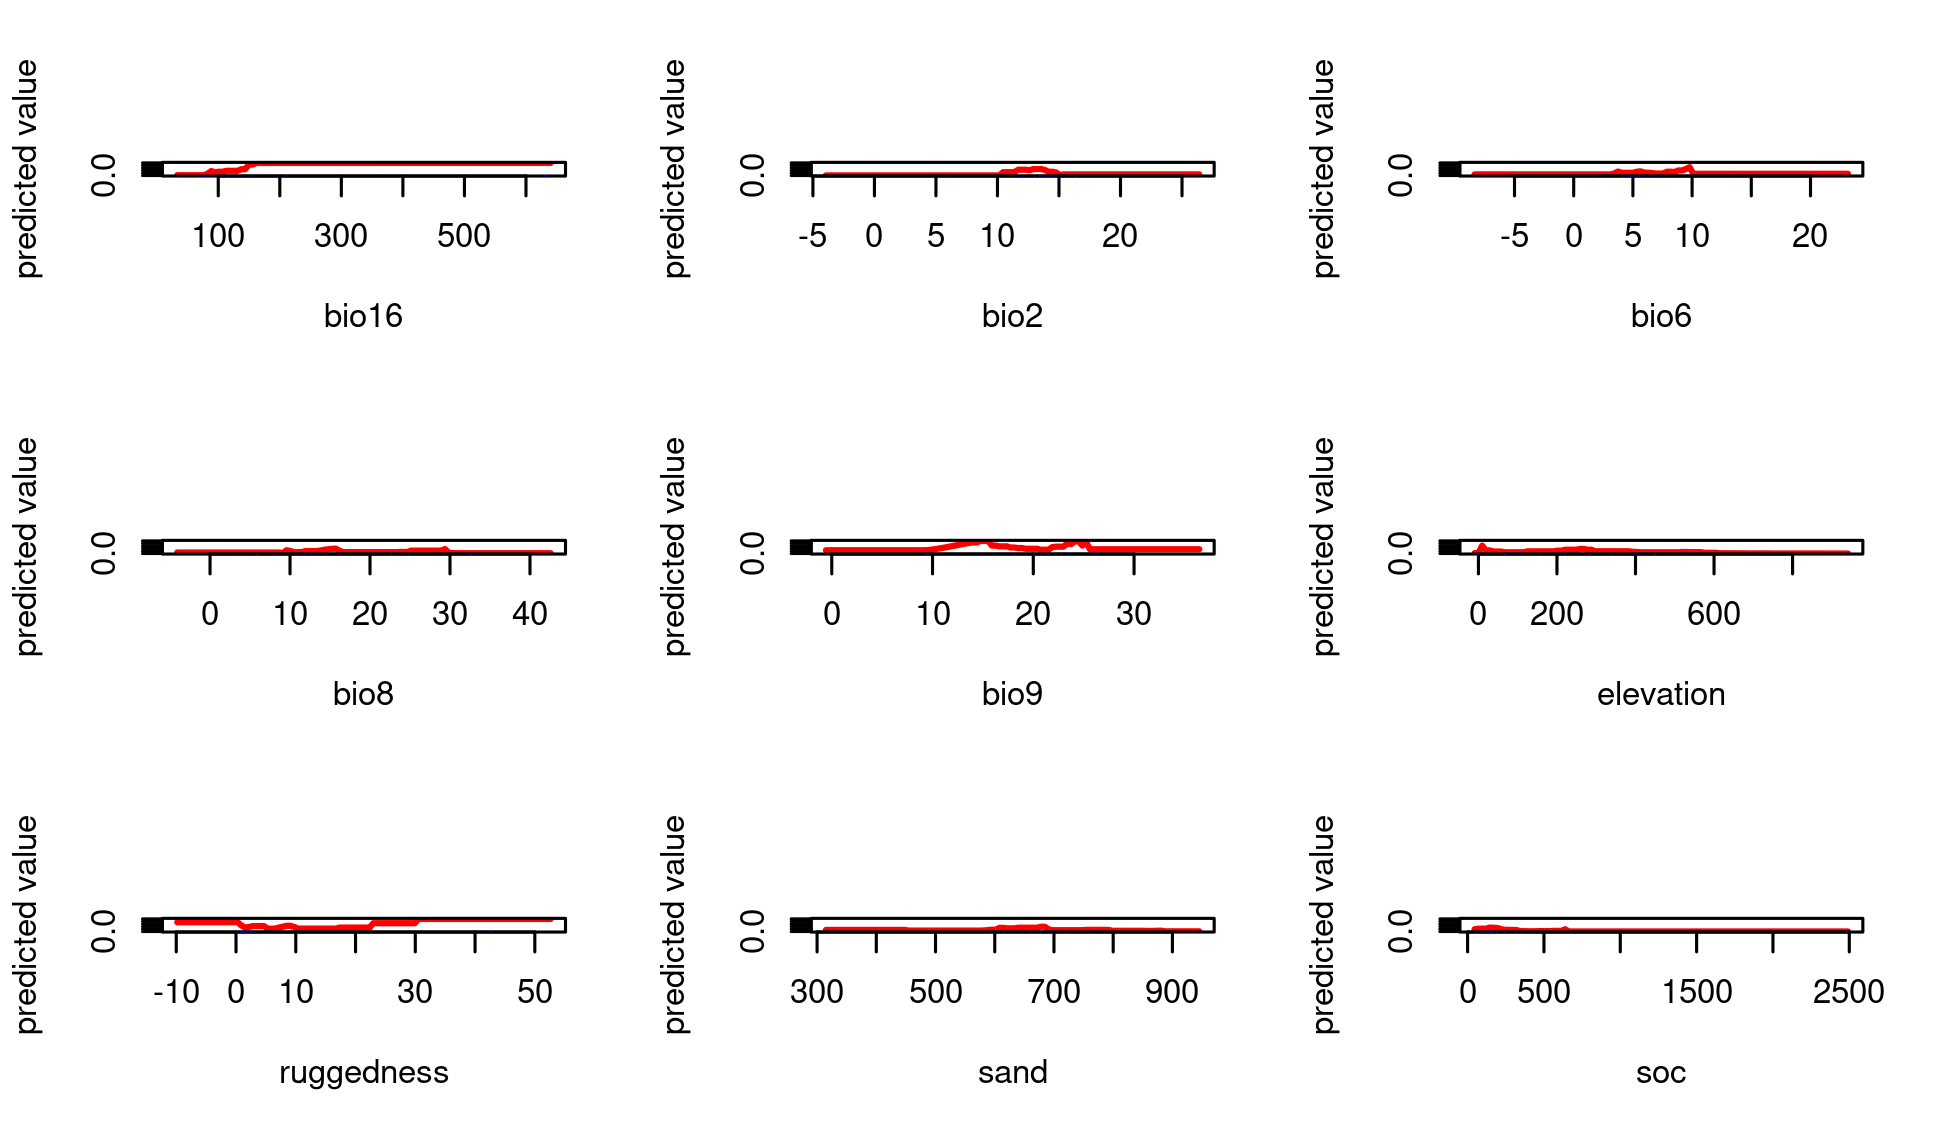 predicted value
0.0
100 300 500
bio16
predicted value
0.0
-5 0 5 10 20
bio2
predicted value
0.0
-5 0 5 10 20
bio6
predicted value
0.0
0 10 20 30 40
bio8
predicted value
0.0
0 10 20 30
bio9
predicted value
0.0
0 200 600
elevation
predicted value
0.0
-10 0 10 30 50
ruggedness
predicted value
0.0
300 500 700 900
sand
predicted value
0.0
0 500 1500 2500
soc